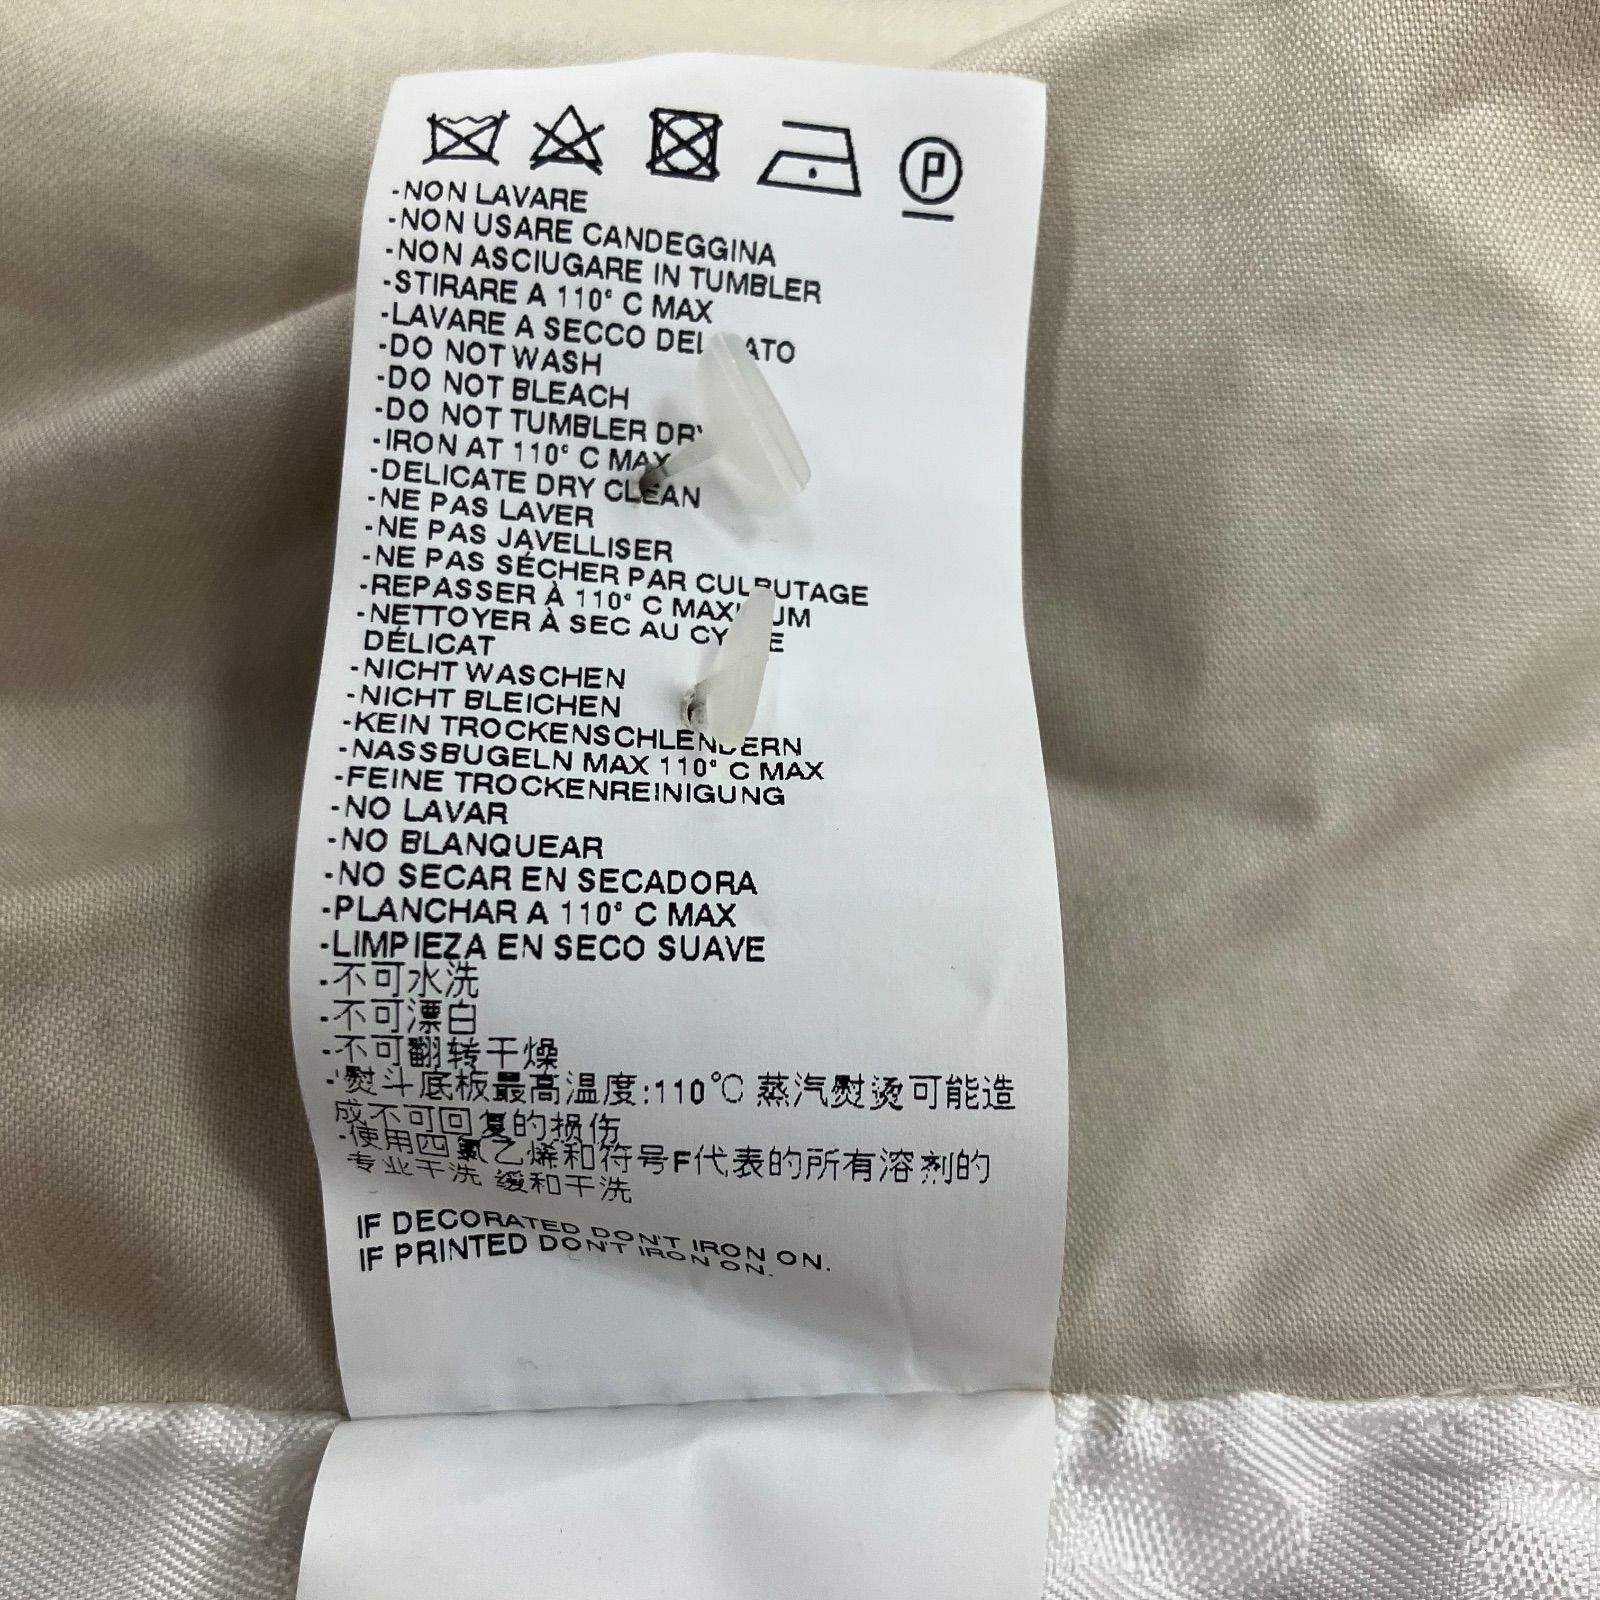 -NON LAVARE
-NON USARE CANDEGGINA
-NON ASCIUGARE IN TUMBLER
-STIRARE A 110° C MAX
-LAVARE A SECCO
-DO NOT WASH
-DO NOT BLEACH
-DO NOT TUMBLER DRY
-IRON AT 110° C MAX
-DELICATE DRY CLEAN
-NE PAS LAVER
-NE PAS JAVELLISER
-NE PAS SÉCHER PAR CULBUTAGE
-REPASSER À 110° C MAXIMUM
-NETTOYER À SEC AU CYCLE
DÉLICAT
-NICHT WASCHEN
-NICHT BLEICHEN
-KEIN TROCKENSCHLENDERN
-NASSBUGELN MAX 110° C MAX
-FEINE TROCKENREINIGUNG
-NO LAVAR
-NO BLANQUEAR
-NO SECAR EN SECADORA
-PLANCHAR A 110° C MAX
-LIMPIEZA EN SECO SUAVE
-不可水洗
-不可漂白
-不可翻转干燥
-熨斗底板最高温度:110℃ 蒸汽熨烫可能造
成不可回复的损伤
-使用四氯乙烯和符号F代表的所有溶剂的
专业干洗 缓和干洗
IF DECORATED DON'T IRON ON.
IF PRINTED DON'T IRON ON.
P